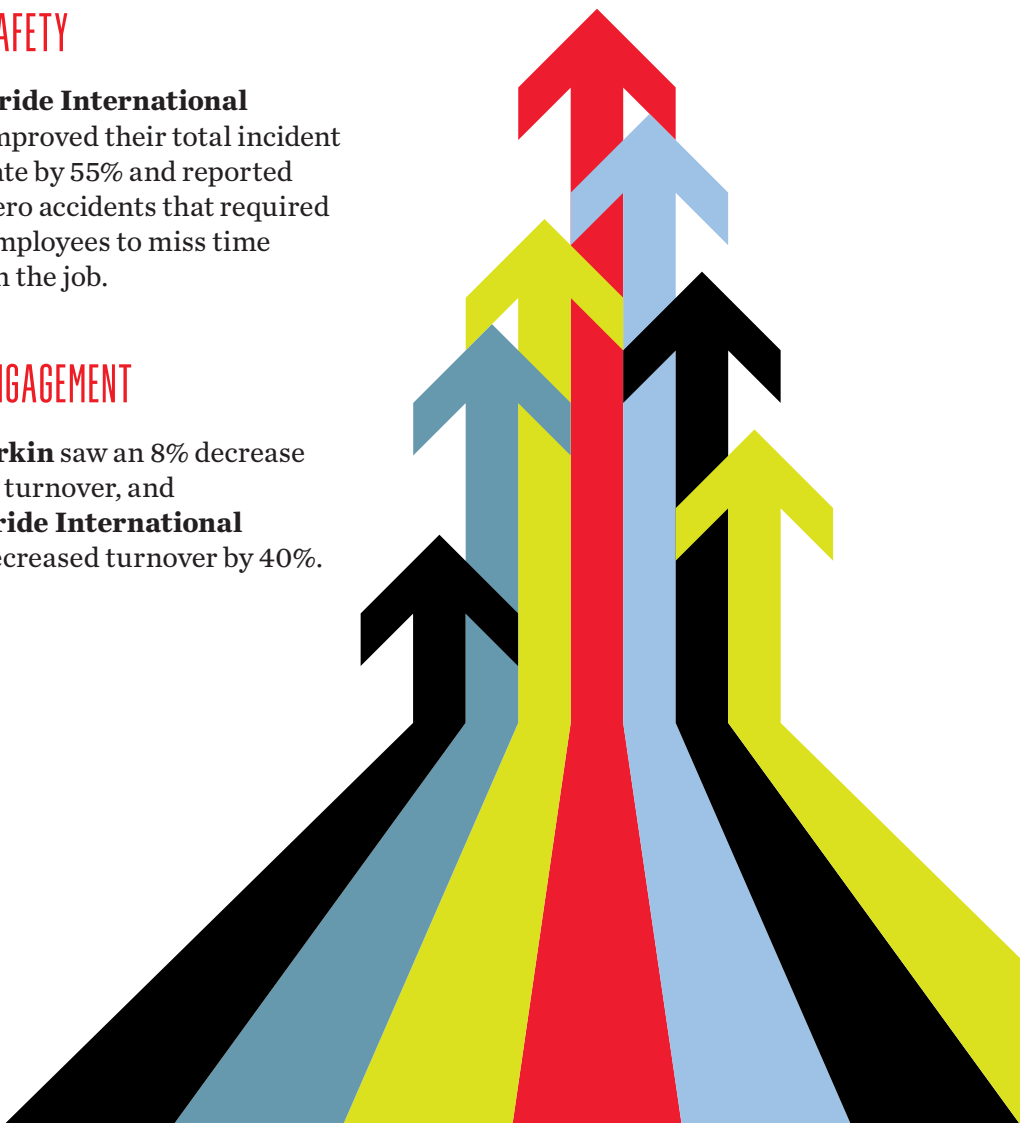 AFETY
ride International
mproved their total incident
ate by 55% and reported
ero accidents that required
mployees to miss time
n the job.
NGAGEMENT
rkin saw an 8% decrease
turnover, and
ride International
ecreased turnover by 40%.